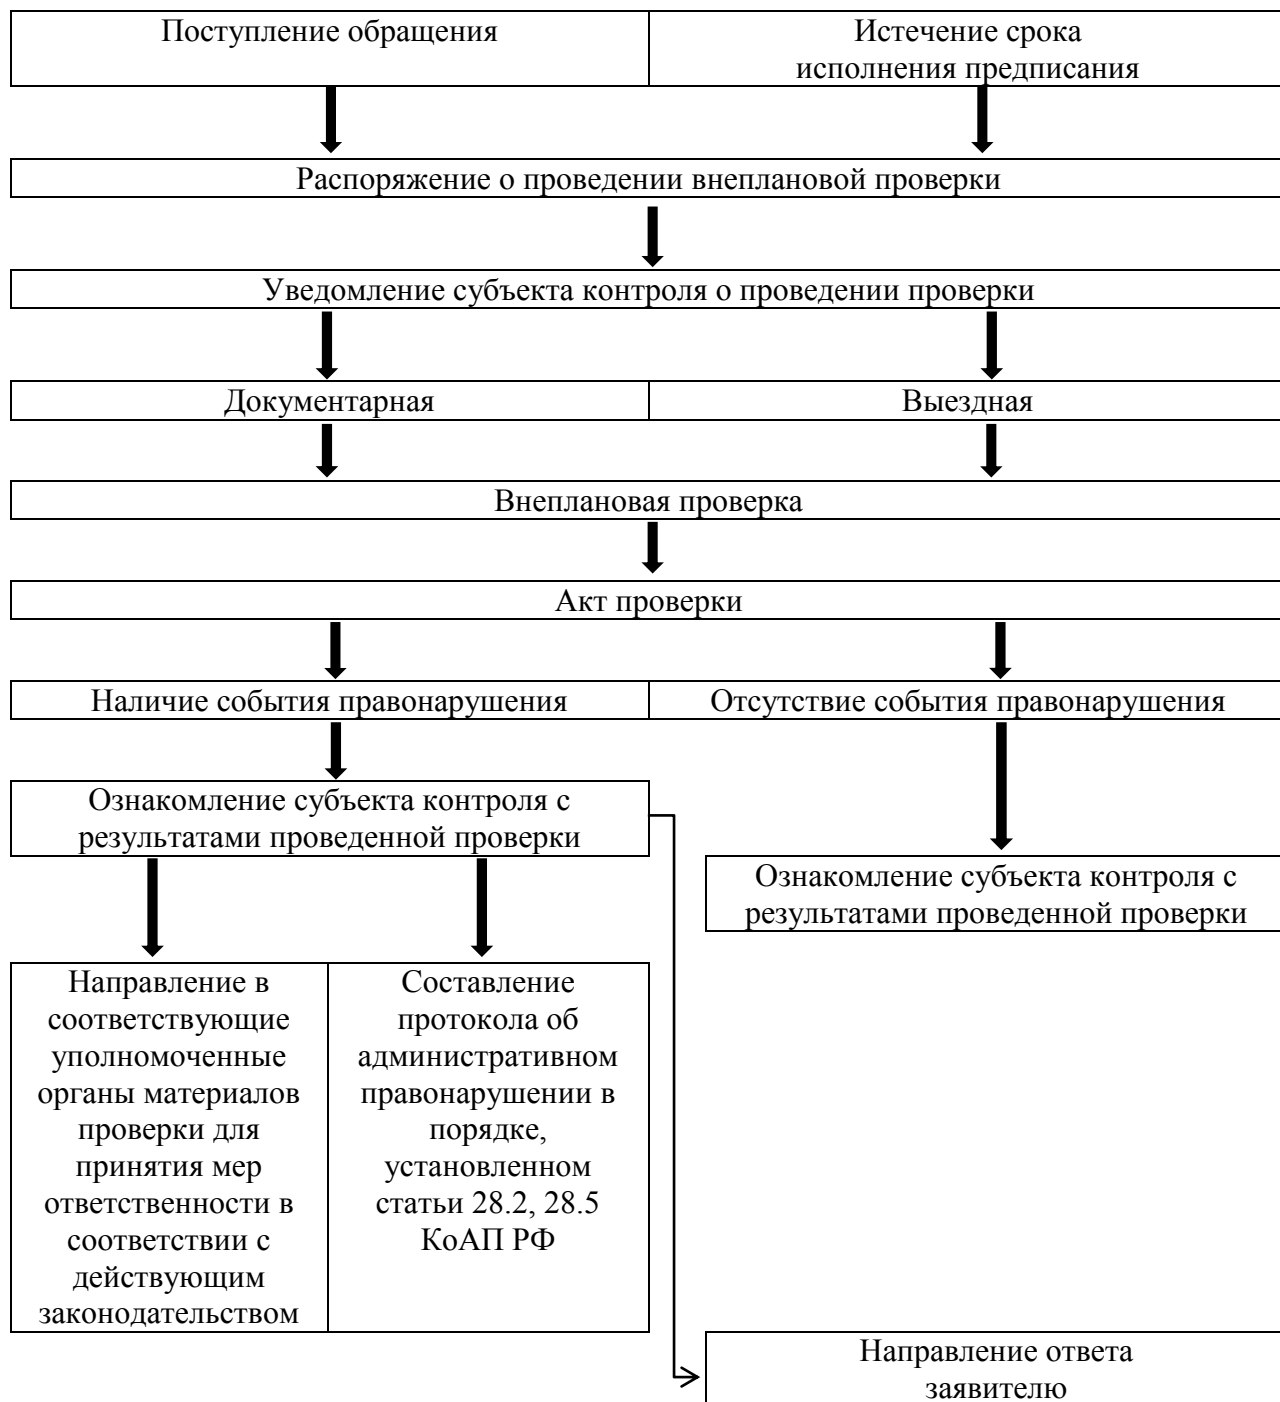 Поступление обращения
Истечение срока
исполнения предписания
Распоряжение о проведении внеплановой проверки
Уведомление субъекта контроля о проведении проверки
Документарная
Выездная
Внеплановая проверка
Акт проверки
Наличие события правонарушения
Отсутствие события правонарушения
Ознакомление субъекта контроля с
результатами проведенной проверки
Ознакомление субъекта контроля с
результатами проведенной проверки
Направление в
соответствующие
уполномоченные
органы материалов
проверки для
принятия мер
ответственности в
соответствии с
действующим
законодательством
Составление
протокола об
административном
правонарушении в
порядке,
установленном
статьи 28.2, 28.5
КоАП РФ
Направление ответа
заявителю